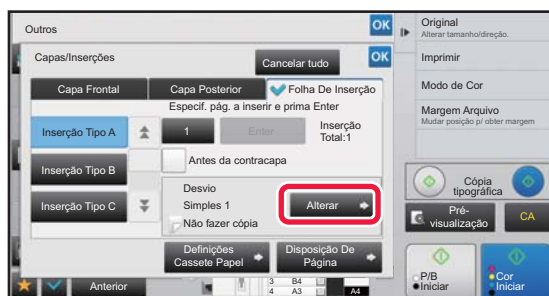 Outros
OK
Capas/Inserções
Cancelar tudo
OK
Capa Frontal
Capa Posterior
Folha De Inserção
Especif. pág. a inserir e prima Enter
Inserção Tipo A
1
Enter
Inserção
Total:1
Inserção Tipo B
Antes da contracapa
Inserção Tipo C
Desvio
Simples 1
Alterar
Não fazer cópia
Definições
Cassete Papel
Disposição De
Página
Anterior
3 B4
4 A3
A4
Original
Alterar tamanho/direção.
Imprimir
Modo de Cor
Margem Arquivo
Mudar posição p/ obter margem
Cópia
tipográfica
Pré-
visualização
CA
P/B
Iniciar
Cor
Iniciar